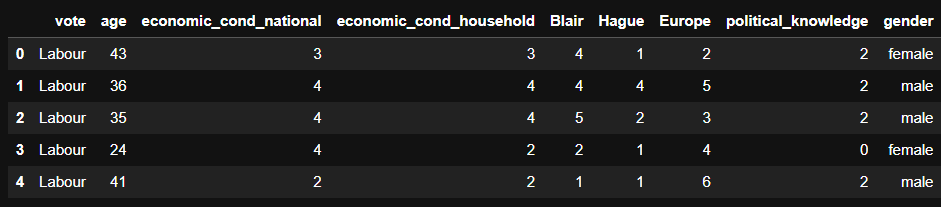 vote age economic_cond_national economic_cond_household Blair Hague Europe political_knowledge gender
0 Labour 43 3 3 4 1 2 2 female
1 Labour 36 4 4 4 4 5 2 male
2 Labour 35 4 4 5 2 3 2 male
3 Labour 24 4 2 2 1 4 0 female
4 Labour 41 2 2 1 1 6 2 male